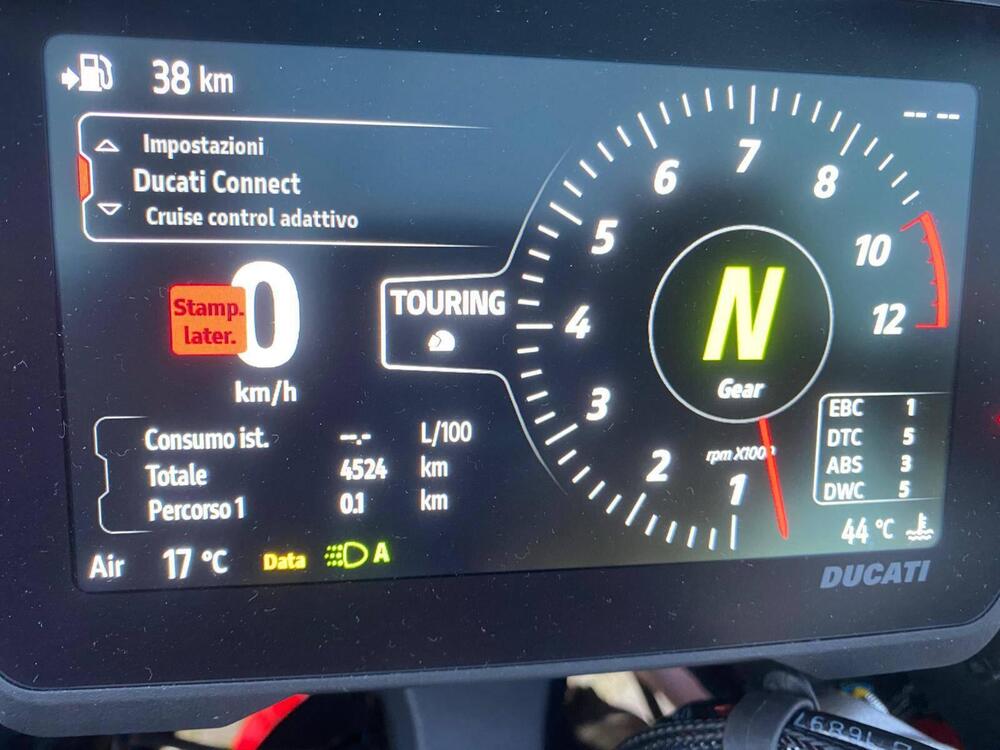 38 km
-- --
Impostazioni
Ducati Connect
Cruise control adattivo
Stamp.
later.
0
km/h
TOURING
1
2
3
4
5
6
7
8
10
12
N
Gear
rpm X1000
EBC 1
DTC 5
ABS 3
DWC 5
Consumo ist. --.- L/100
Totale 4524 km
Percorso 1 0.1 km
Air 17 °C
Data
A
44 °C
DUCATI